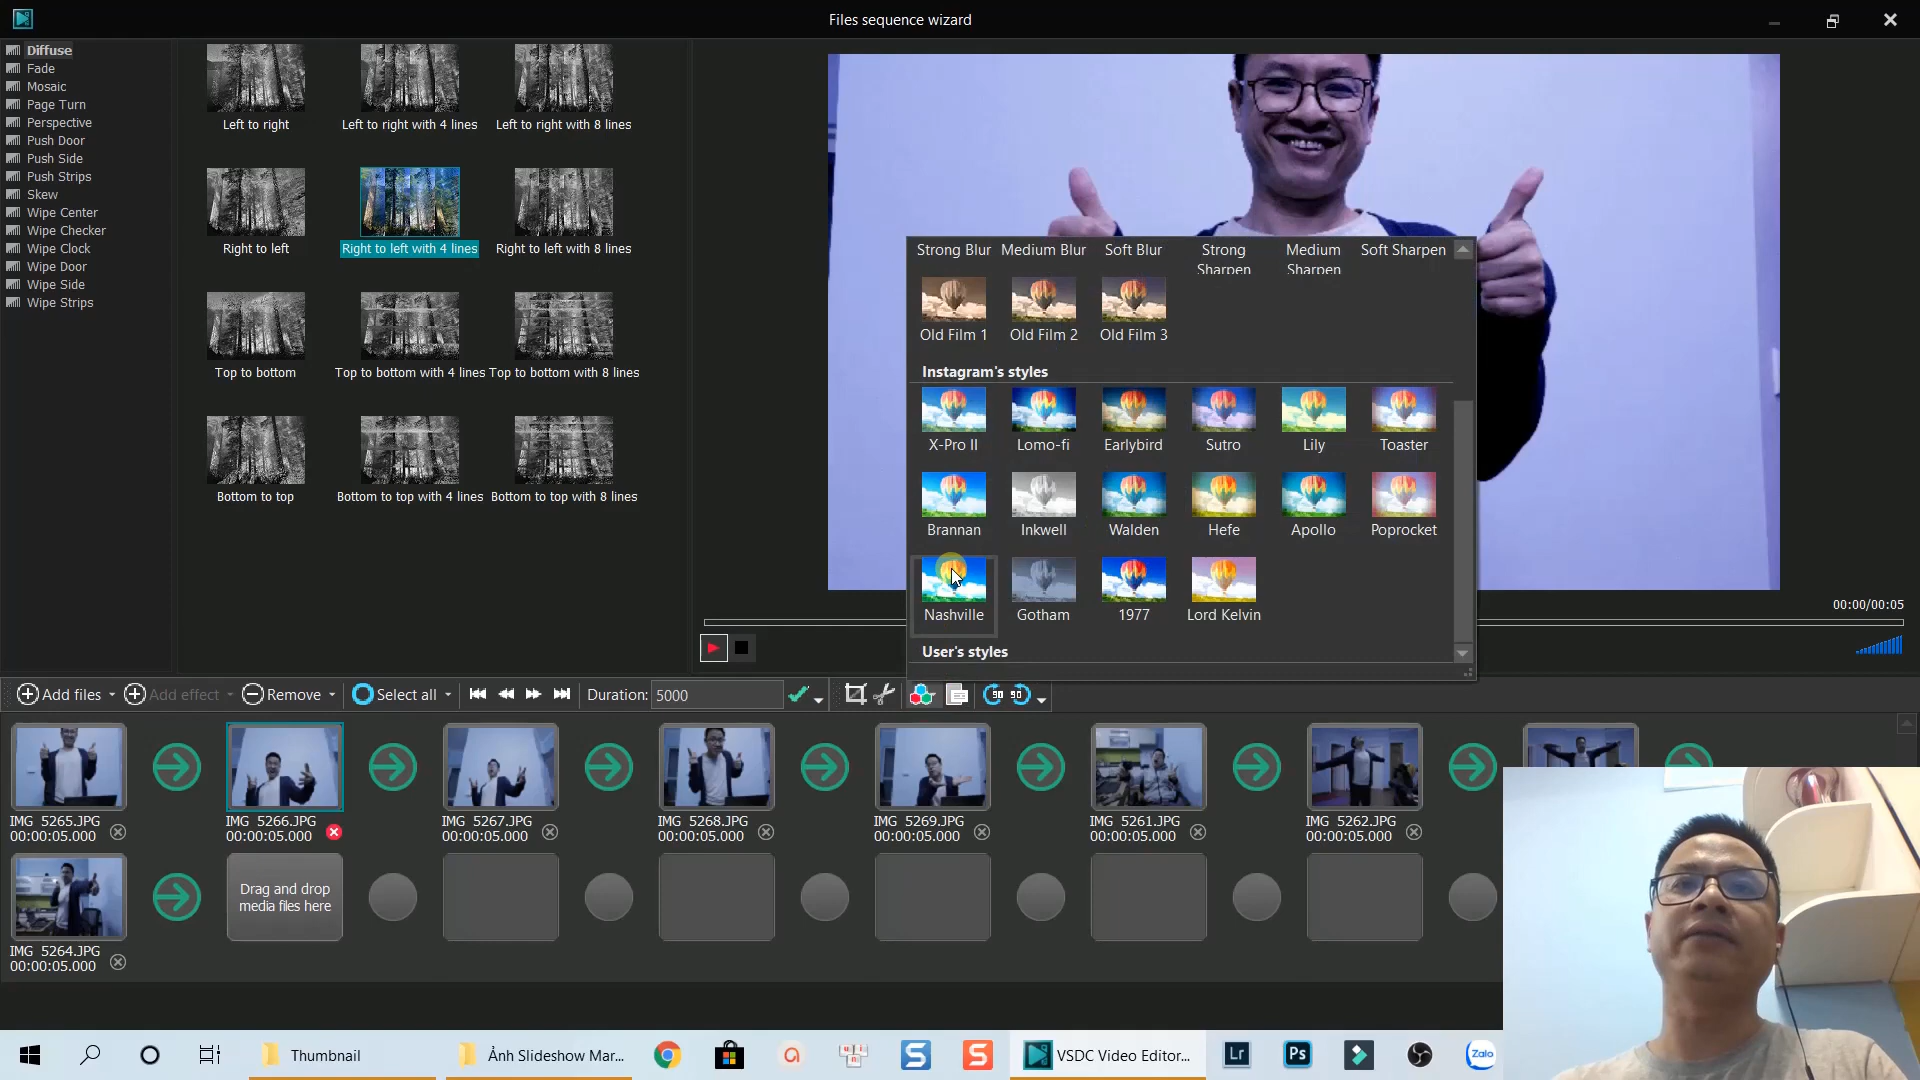 Files sequence wizard
Diffuse
Fade
Mosaic
Page Turn
Perspective
Push Door
Push Side
Push Strips
Skew
Wipe Center
Wipe Checker
Wipe Clock
Wipe Door
Wipe Side
Wipe Strips
Left to right
Left to right with 4 lines
Left to right with 8 lines
Right to left
Right to left with 4 lines
Right to left with 8 lines
Top to bottom
Top to bottom with 4 lines
Top to bottom with 8 lines
Bottom to top
Bottom to top with 4 lines
Bottom to top with 8 lines
Strong Blur
Medium Blur
Soft Blur
Strong
Sharpen
Medium
Sharpen
Soft Sharpen
Old Film 1
Old Film 2
Old Film 3
Instagram's styles
X-Pro II
Lomo-fi
Earlybird
Sutro
Lily
Toaster
Brannan
Inkwell
Walden
Hefe
Apollo
Poprocket
Nashville
Gotham
1977
Lord Kelvin
User's styles
00:00/00:05
Add files
Add effect
Remove
Select all
Duration:
5000
90
90
IMG 5265.JPG
00:00:05.000
IMG 5266.JPG
00:00:05.000
IMG 5267.JPG
00:00:05.000
IMG 5268.JPG
00:00:05.000
IMG 5269.JPG
00:00:05.000
IMG 5261.JPG
00:00:05.000
IMG 5262.JPG
00:00:05.000
Drag and drop
media files here
IMG 5264.JPG
00:00:05.000
Thumbnail
Ảnh Slideshow Mar...
S
S
VSDC Video Editor...
Lr
Ps
Zalo